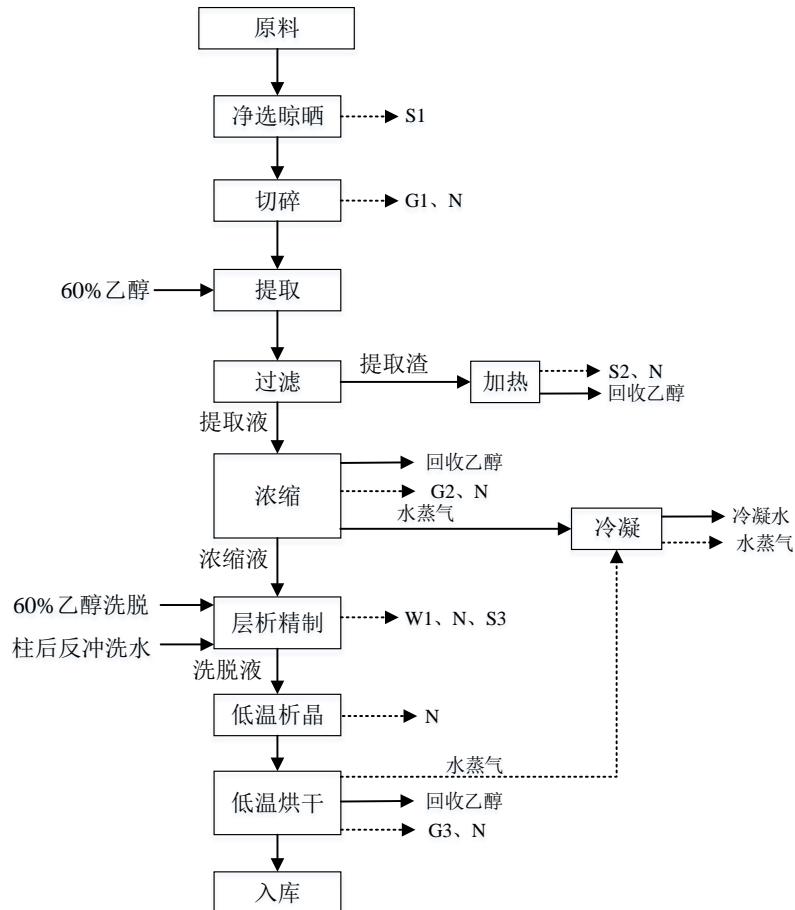 原料
净选晾晒
S1
切碎
G1、N
60%乙醇
提取
过滤
提取渣
加热
S2、N
回收乙醇
提取液
浓缩
回收乙醇
G2、N
水蒸气
冷凝
冷凝水
水蒸气
浓缩液
60%乙醇洗脱
柱后反冲洗水
层析精制
W1、N、S3
洗脱液
低温析晶
N
水蒸气
低温烘干
回收乙醇
G3、N
入库